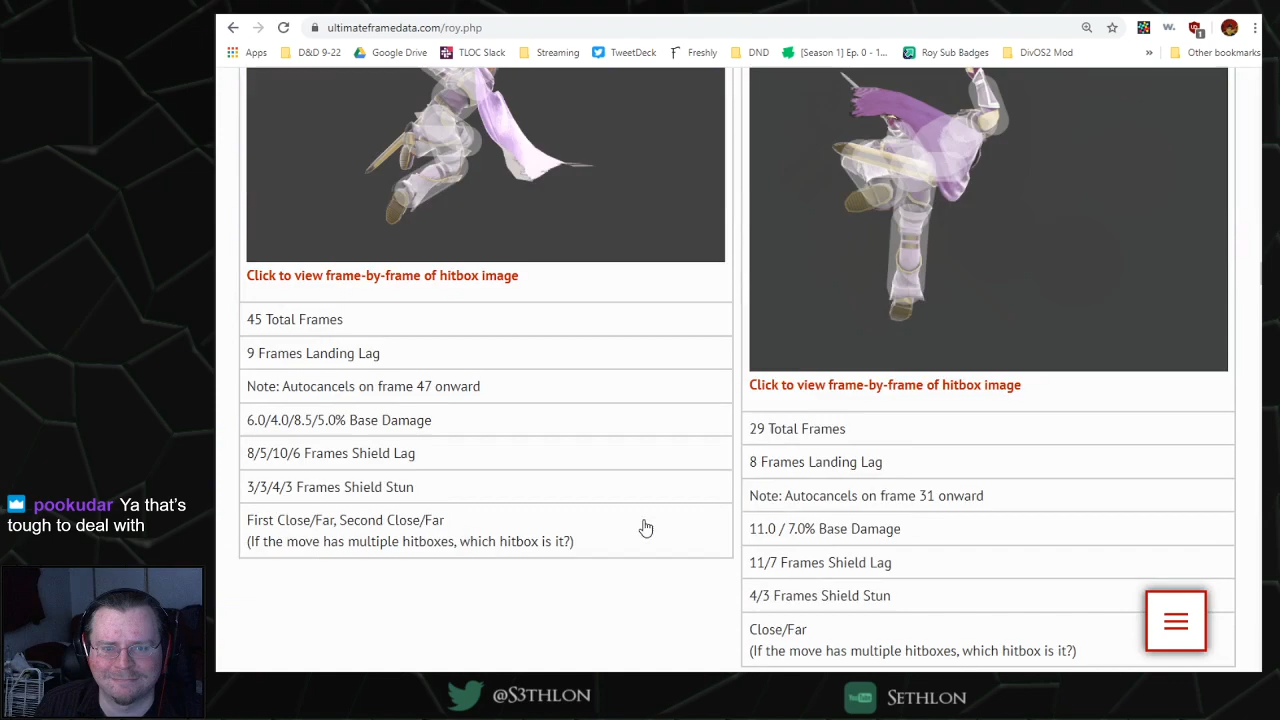 ultimateframedata.com/roy.php
Apps
D&D 9-22
Google Drive
TLOC Slack
Streaming
TweetDeck
Freshly
DND
[Season 1] Ep. 0 - 1...
Roy Sub Badges
DivOS2 Mod
»
Other bookmarks
Click to view frame-by-frame of hitbox image
45 Total Frames
9 Frames Landing Lag
Note: Autocancels on frame 47 onward
6.0/4.0/8.5/5.0% Base Damage
8/5/10/6 Frames Shield Lag
3/3/4/3 Frames Shield Stun
First Close/Far, Second Close/Far
(If the move has multiple hitboxes, which hitbox is it?)
Click to view frame-by-frame of hitbox image
29 Total Frames
8 Frames Landing Lag
Note: Autocancels on frame 31 onward
11.0 / 7.0% Base Damage
11/7 Frames Shield Lag
4/3 Frames Shield Stun
Close/Far
(If the move has multiple hitboxes, which hitbox is it?)
pookudar Ya that's
tough to deal with
@S3THLON
SETHLON